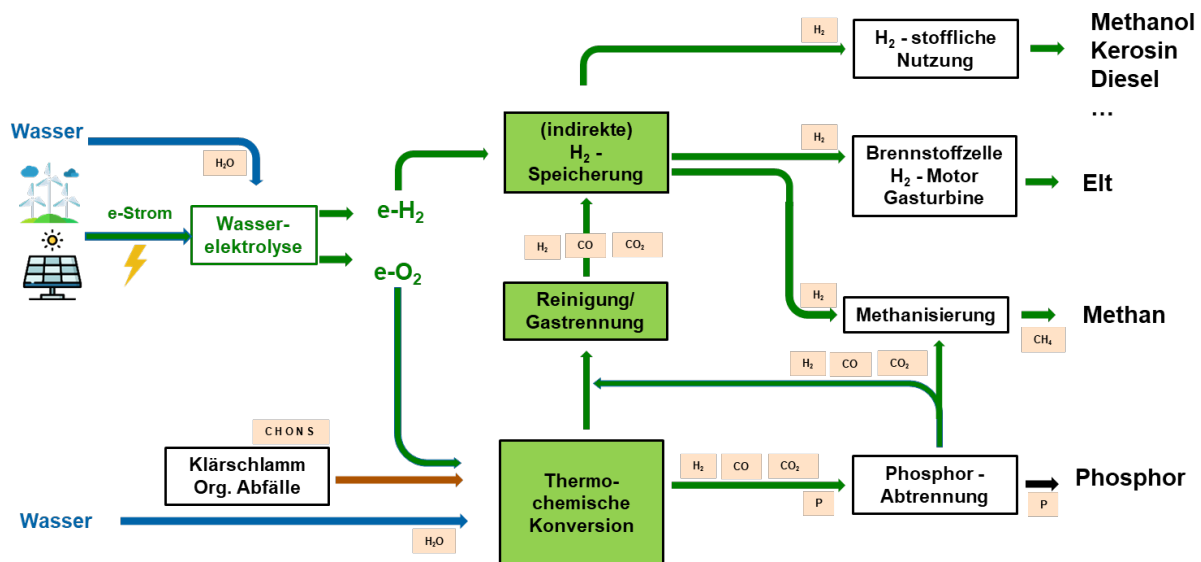 H₂
H₂ - stoffliche
Nutzung
Methanol
Kerosin
Diesel
...
Wasser
H₂O
(indirekte)
H₂ -
Speicherung
H₂
Brennstoffzelle
H₂ - Motor
Gasturbine
Elt
e-Strom
Wasser-
elektrolyse
e-H₂
e-O₂
H₂ CO CO₂
Reinigung/
Gastrennung
H₂
Methanisierung
Methan
CH₄
H₂ CO CO₂
C H O N S
Klärschlamm
Org. Abfälle
Thermo-
chemische
Konversion
H₂ CO CO₂
P
Phosphor -
Abtrennung
Phosphor
P
Wasser
H₂O